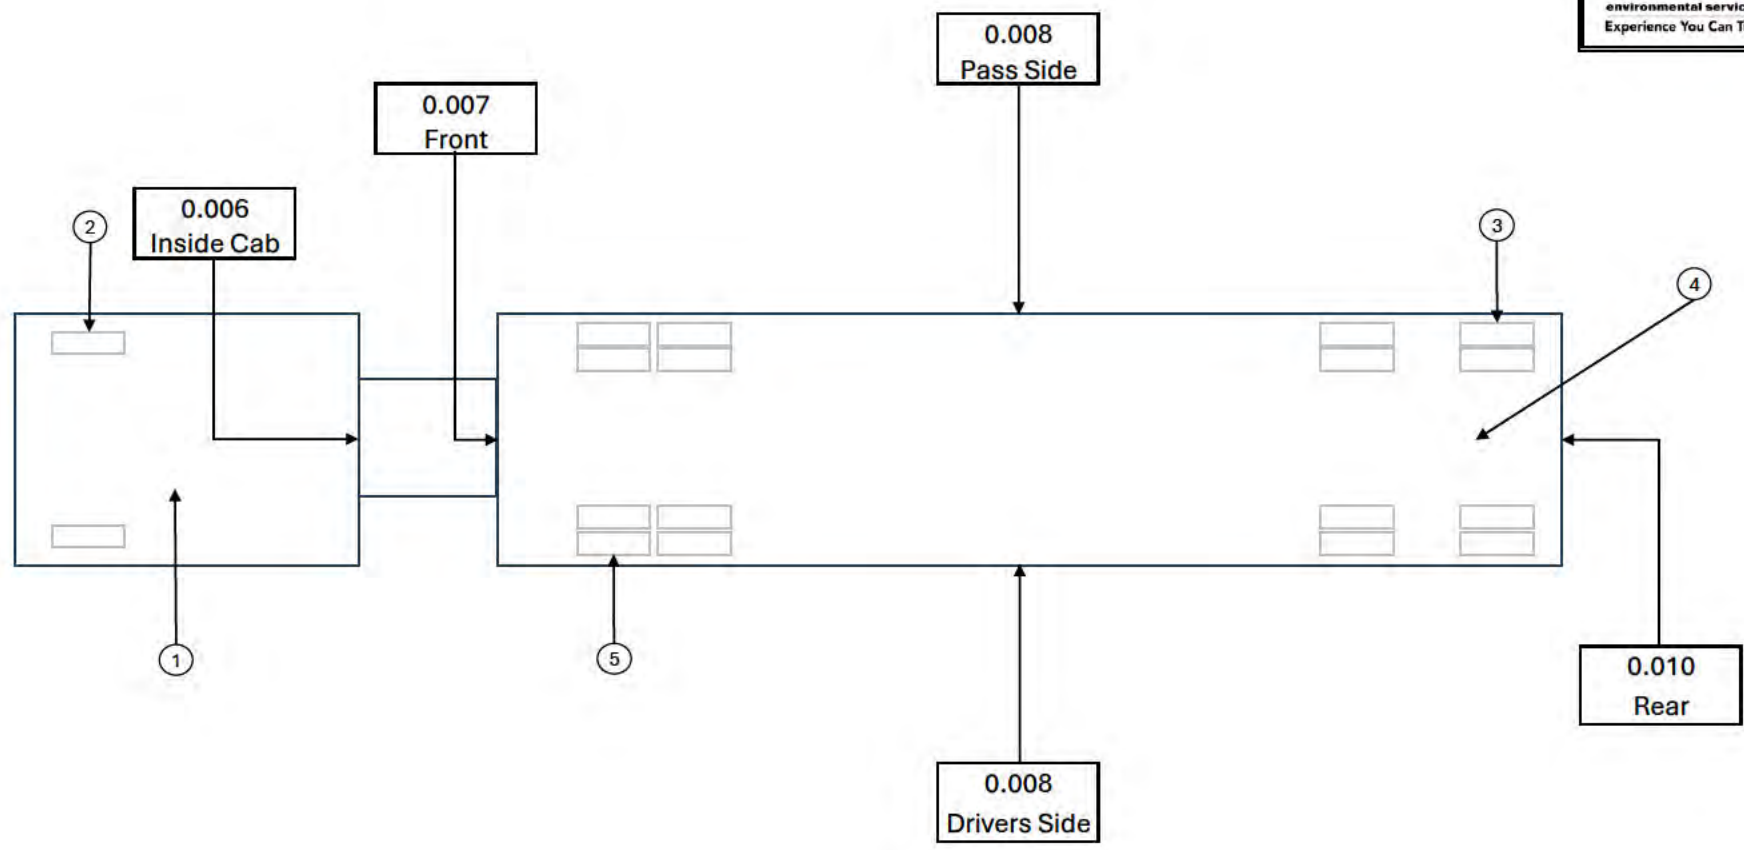 environmental servic
Experience You Can T
0.008
Pass Side
0.007
Front
0.006
Inside Cab
2
3
4
1
5
0.010
Rear
0.008
Drivers Side